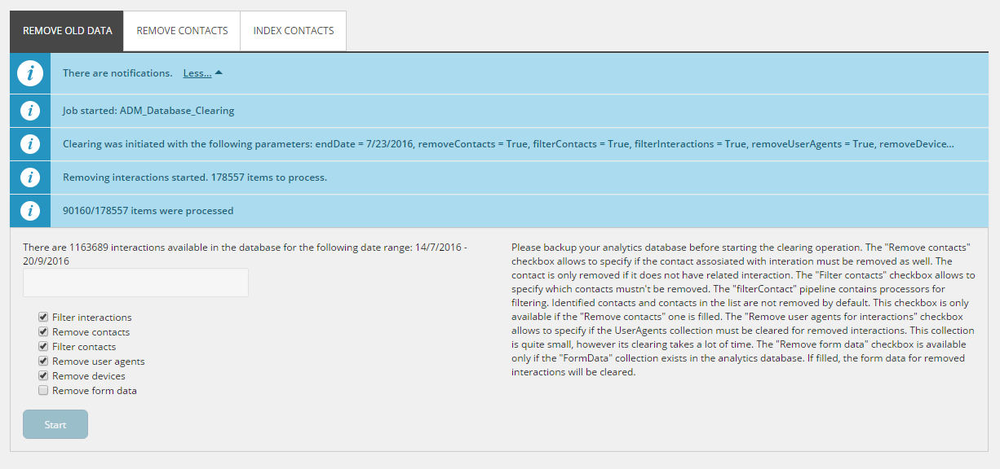 REMOVE OLD DATA
REMOVE CONTACTS
INDEX CONTACTS
There are notifications. Less...
Job started: ADM_Database_Clearing
Clearing was initiated with the following parameters: endDate = 7/23/2016, removeContacts = True, filterContacts = True, filterInteractions = True, removeUserAgents = True, removeDevice...
Removing interactions started. 178557 items to process.
90160/178557 items were processed
There are 1163689 interactions available in the database for the following date range: 14/7/2016 -
20/9/2016
Filter interactions
Remove contacts
Filter contacts
Remove user agents
Remove devices
Remove form data
Start
Please backup your analytics database before starting the clearing operation. The "Remove contacts"
checkbox allows to specify if the contact assosiated with interation must be removed as well. The
contact is only removed if it does not have related interaction. The "Filter contacts" checkbox allows to
specify which contacts mustn't be removed. The "filterContact" pipeline contains processors for
filtering. Identified contacts and contacts in the list are not removed by default. This checkbox is only
available if the "Remove contacts" one is filled. The "Remove user agents for interactions" checkbox
allows to specify if the UserAgents collection must be cleared for removed interactions. This collection
is quite small, however its clearing takes a lot of time. The "Remove form data" checkbox is available
only if the "FormData" collection exists in the analytics database. If filled, the form data for removed
interactions will be cleared.